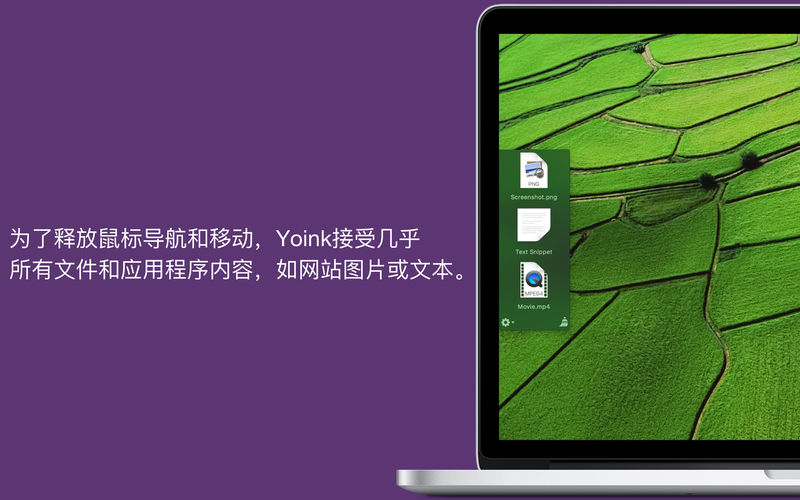 为了释放鼠标导航和移动，Yoink接受几乎
所有文件和应用程序内容，如网站图片或文本。
PNG
Screenshot.png
Text Snippet
MPEG4
Movie.mp4